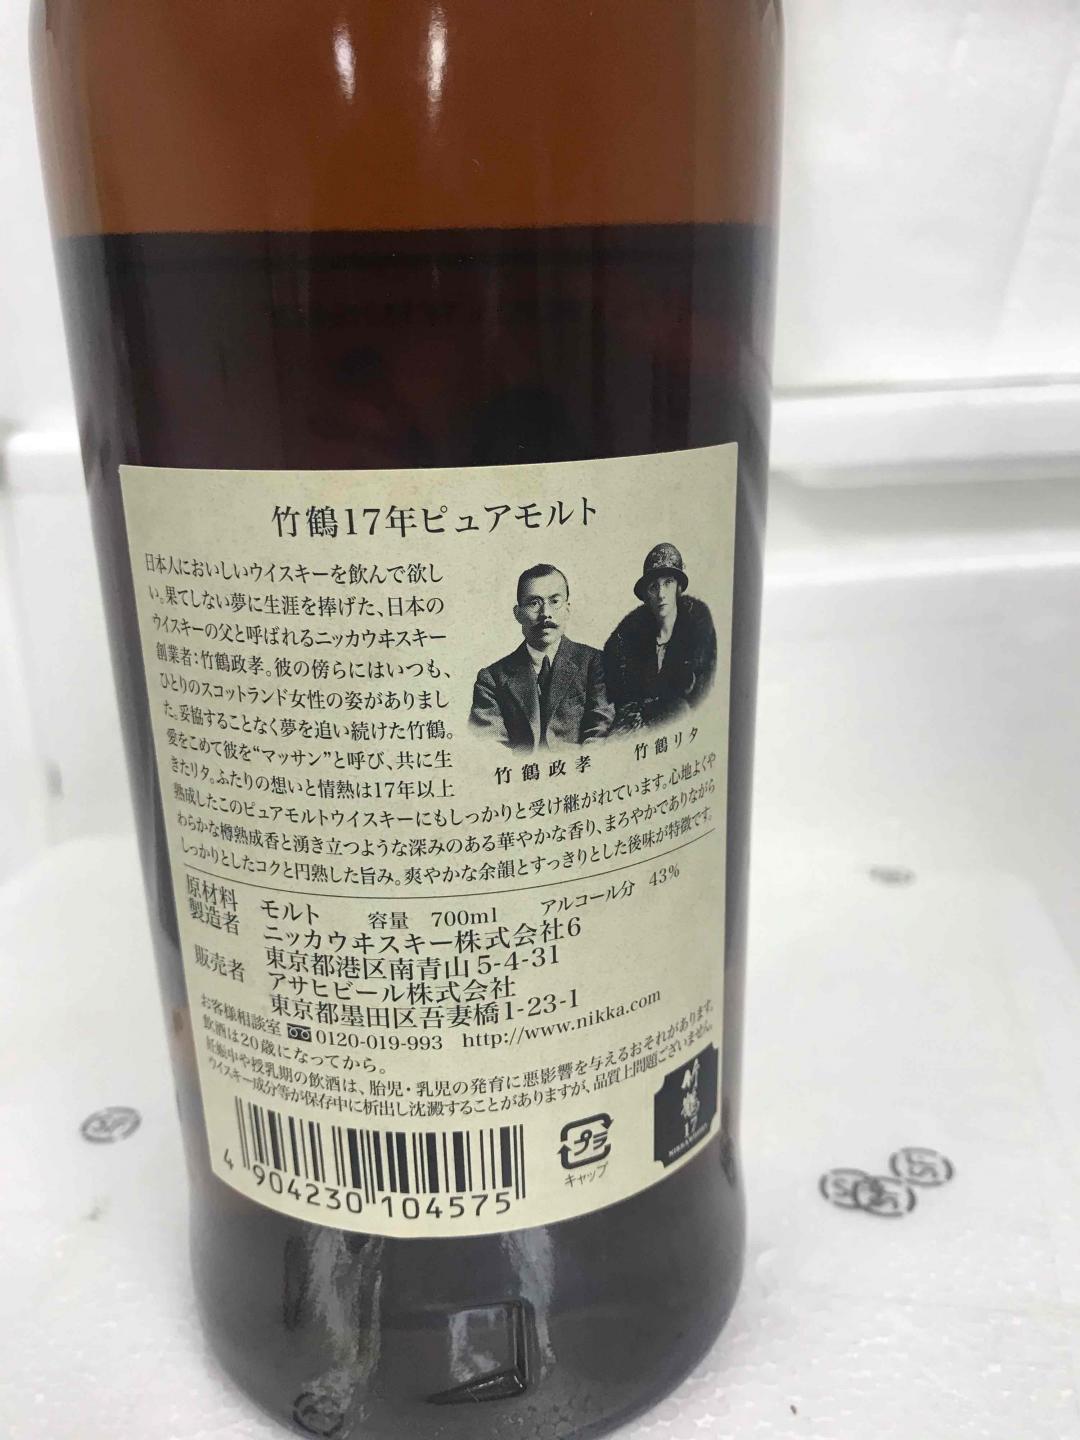 竹鶴17年ピュアモルト
日本人においしいウイスキーを飲んで欲し
い。果てしない夢に生涯を捧げた、日本の
ウイスキーの父と呼ばれるニッカウヰスキー
創業者：竹鶴政孝。彼の傍らにはいつも、
ひとりのスコットランド女性の姿がありまし
た。妥協することなく夢を追い続けた竹鶴。
愛をこめて彼を“マッサン”と呼び、共に生
きたリタ。ふたりの想いと情熱は17年以上
熟成したこのピュアモルトウイスキーにもしっかりと受け継がれています。心地よくや
わらかな樽熟成香と湧き立つような深みのある華やかな香り、まろやかでありながら
しっかりとしたコクと円熟した旨み。爽やかな余韻とすっきりとした後味が特徴です。
竹鶴政孝
竹鶴リタ
原材料 モルト 容量 700ml アルコール分 43%
製造者 ニッカウヰスキー株式会社6
東京都港区南青山5-4-31
販売者 アサヒビール株式会社
東京都墨田区吾妻橋1-23-1
お客様相談室 0120-019-993 http://www.nikka.com
飲酒は20歳になってから。
妊娠中や授乳期の飲酒は、胎児・乳児の発育に悪影響を与えるおそれがあります。
ウイスキー成分等が保存中に析出し沈澱することがありますが、品質上問題ございません。
4 904230 104575
プラ
キャップ
竹鶴
17